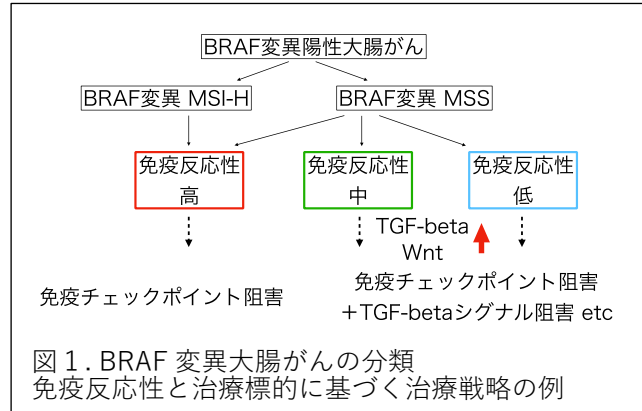 BRAF変異陽性大腸がん
BRAF変異 MSI-H
BRAF変異 MSS
免疫反応性
高
免疫反応性
中
免疫反応性
低
TGF-beta
Wnt
免疫チェックポイント阻害
免疫チェックポイント阻害
＋TGF-betaシグナル阻害 etc
図１. BRAF 変異大腸がんの分類
免疫反応性と治療標的に基づく治療戦略の例